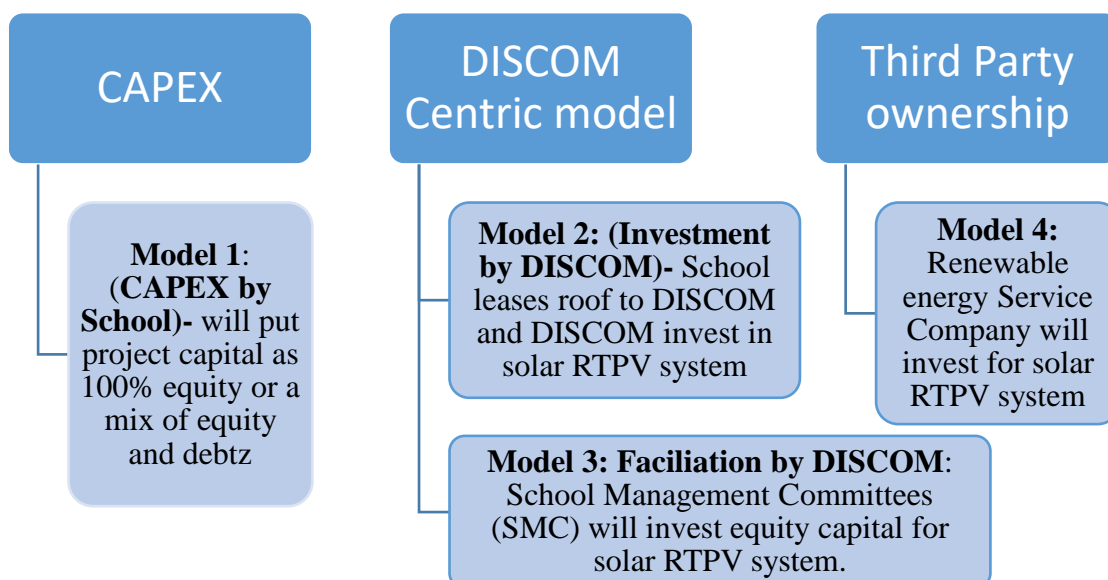 CAPEX
Model 1:
(CAPEX by
School)- will put
project capital as
100% equity or a
mix of equity
and debtz
DISCOM
Centric model
Model 2: (Investment
by DISCOM)- School
leases roof to DISCOM
and DISCOM invest in
solar RTPV system
Model 3: Faciliation by DISCOM:
School Management Committees
(SMC) will invest equity capital for
solar RTPV system.
Third Party
ownership
Model 4:
Renewable
energy Service
Company will
invest for solar
RTPV system